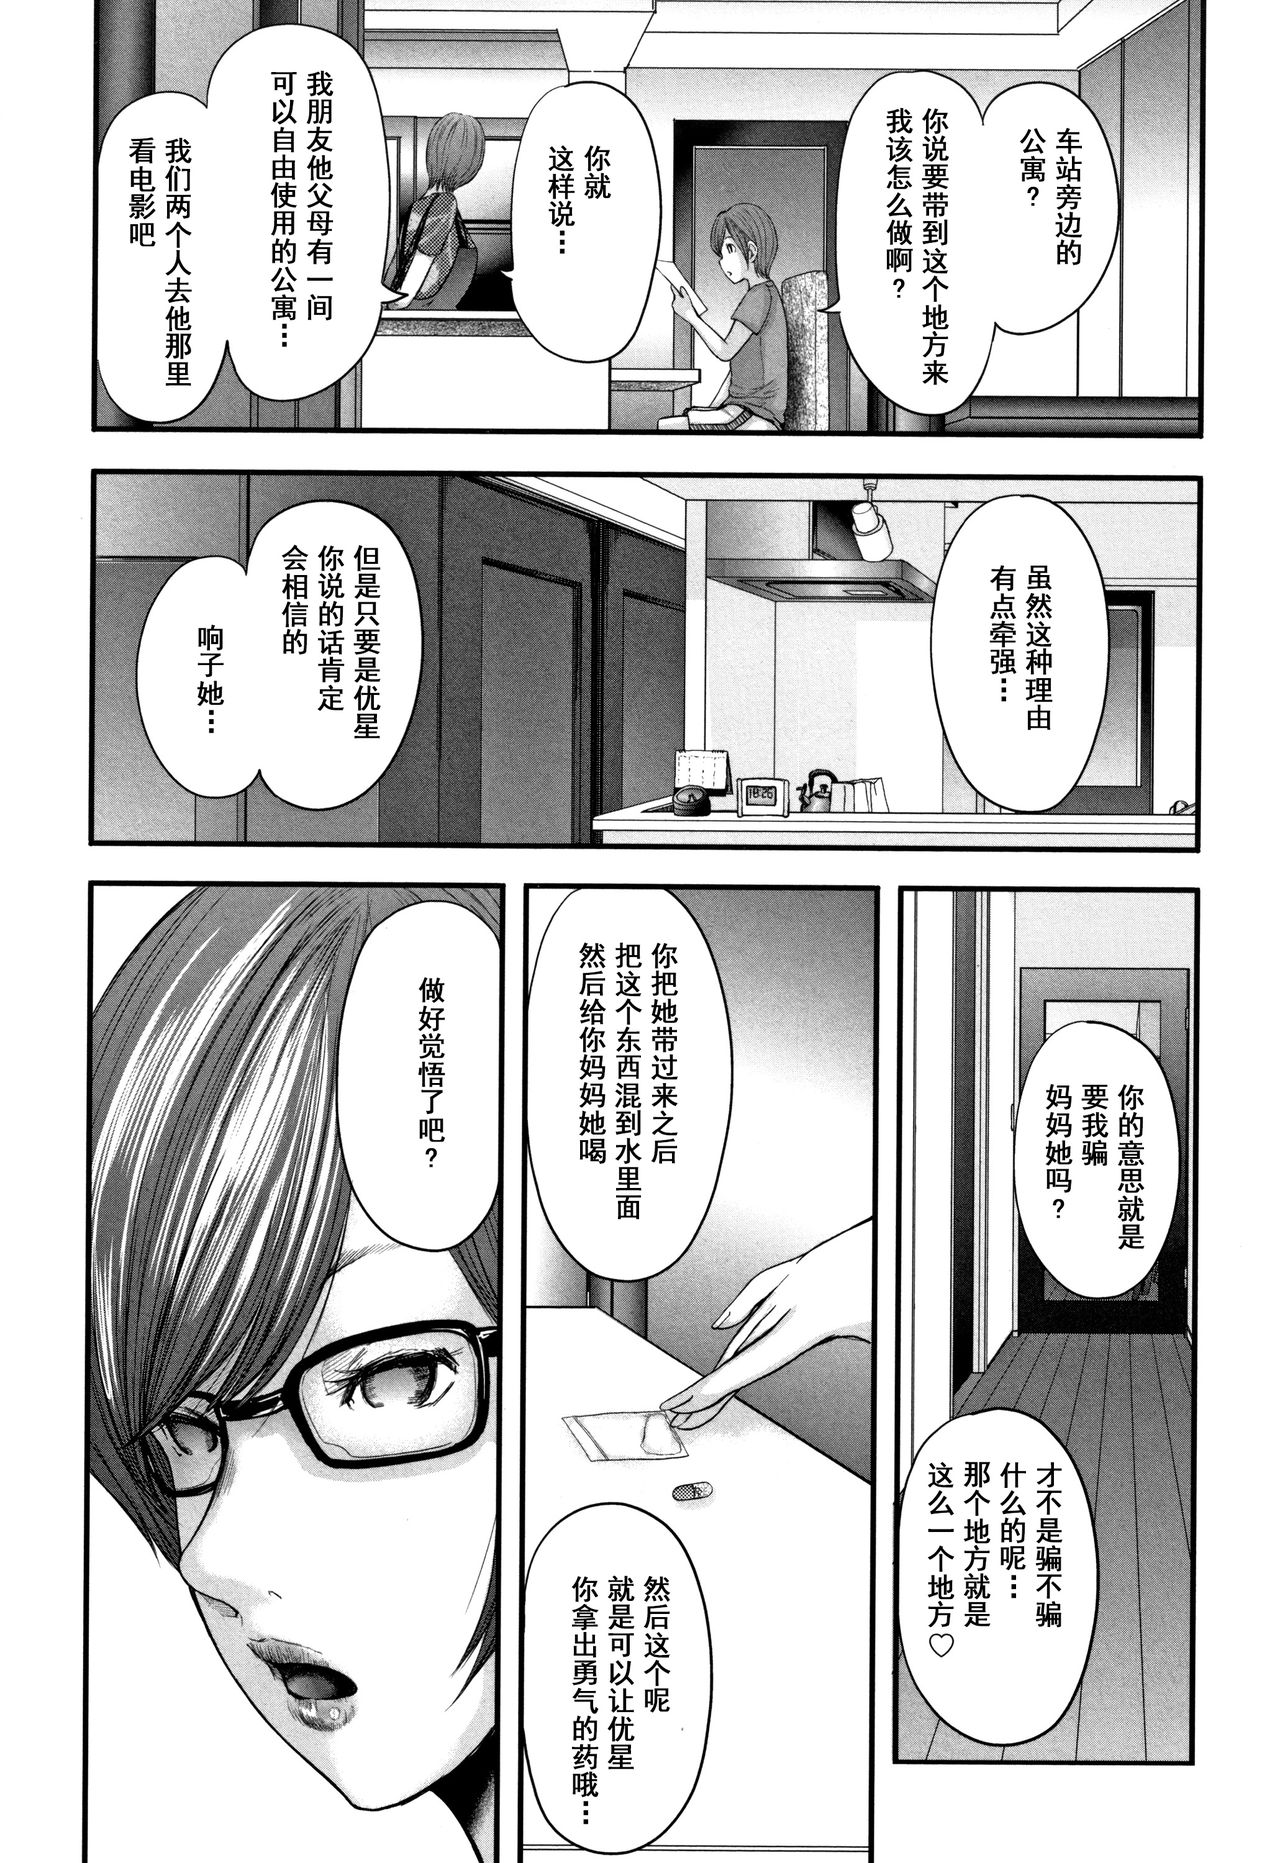 车站旁边的
公寓?
你说要带到这个地方来
我该怎么做啊?
你就
这样说…
我朋友他父母有一间
可以自由使用的公寓…
我们两个人去他那里
看电影吧
虽然这种理由
有点牵强…
但是只要是优星
你说的话肯定
会相信的
响子她…
18:26
你的意思就是
要我骗
妈妈她吗?
才不是骗不骗
什么的呢…
那个地方就是
这么一个地方♡
你把她带过来之后
把这个东西混到水里面
然后给你妈妈她喝
然后这个呢
就是可以让优星
你拿出勇气的药哦…
做好觉悟了吧?